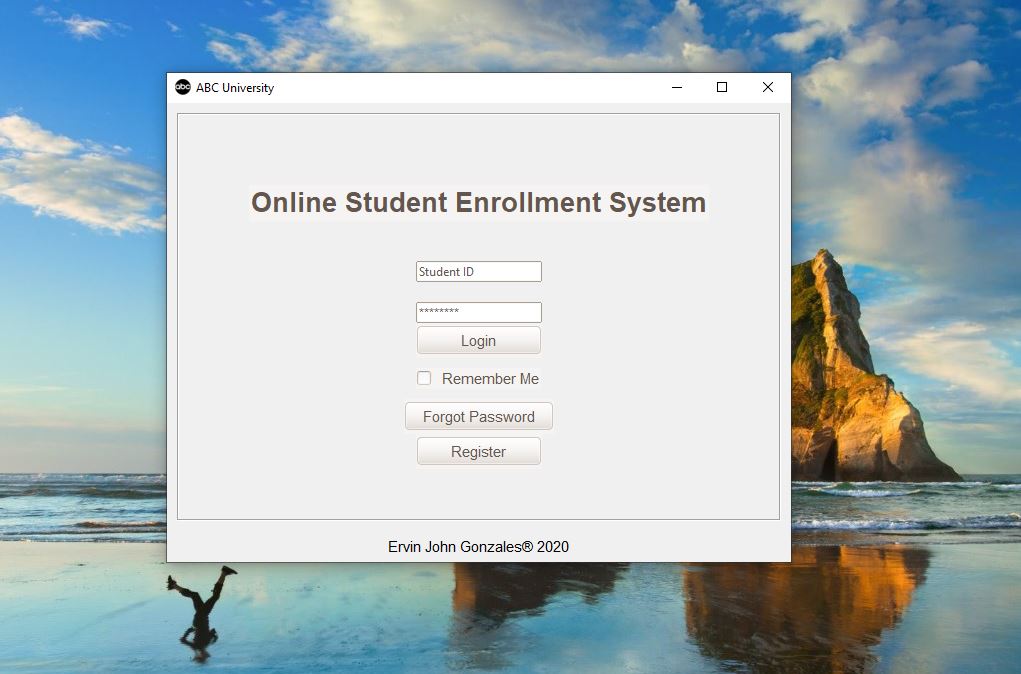 abc ABC University
Online Student Enrollment System
Student ID
********
Login
Remember Me
Forgot Password
Register
Ervin John Gonzales® 2020